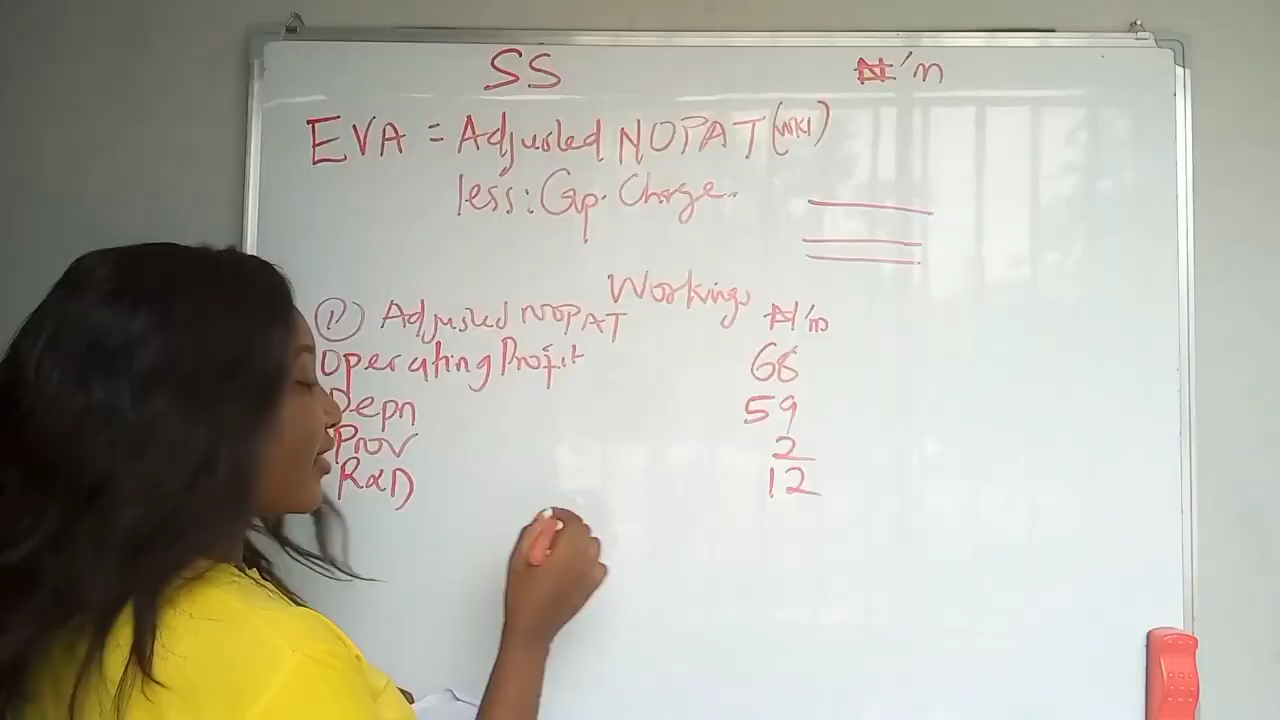 SS ₦'m
EVA = Adjusted NOPAT (WK1)
less: Cap. Charge.
Workings
① Adjusted NOPAT ₦'m
Operating Profit 68
Depn 59
Prov 2
R&D 12